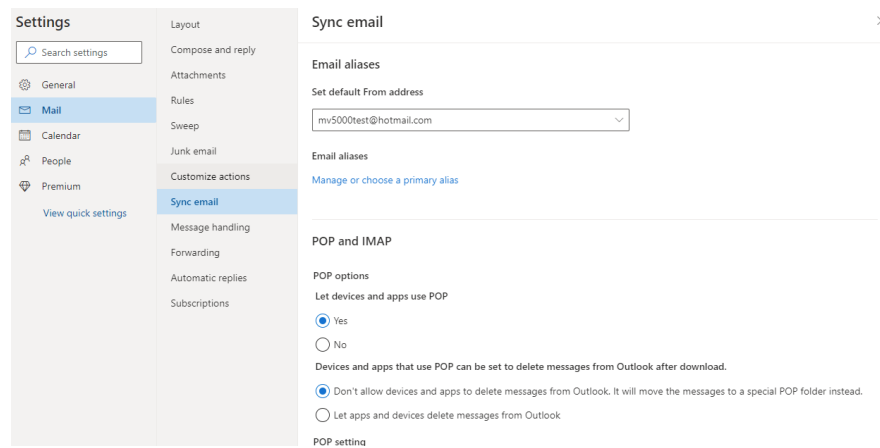 Settings
Search settings
General
Mail
Calendar
People
Premium
View quick settings
Layout
Compose and reply
Attachments
Rules
Sweep
Junk email
Customize actions
Sync email
Message handling
Forwarding
Automatic replies
Subscriptions
Sync email
Email aliases
Set default From address
mv5000test@hotmail.com
Email aliases
Manage or choose a primary alias
POP and IMAP
POP options
Let devices and apps use POP
Yes
No
Devices and apps that use POP can be set to delete messages from Outlook after download.
Don't allow devices and apps to delete messages from Outlook. It will move the messages to a special POP folder instead.
Let apps and devices delete messages from Outlook
POP setting